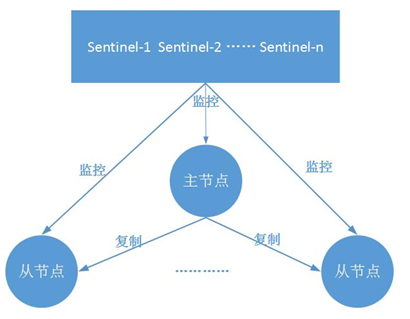 Sentinel-1 Sentinel-2 …… Sentinel-n
监控
监控
监控
主节点
复制
复制
从节点
…………
从节点